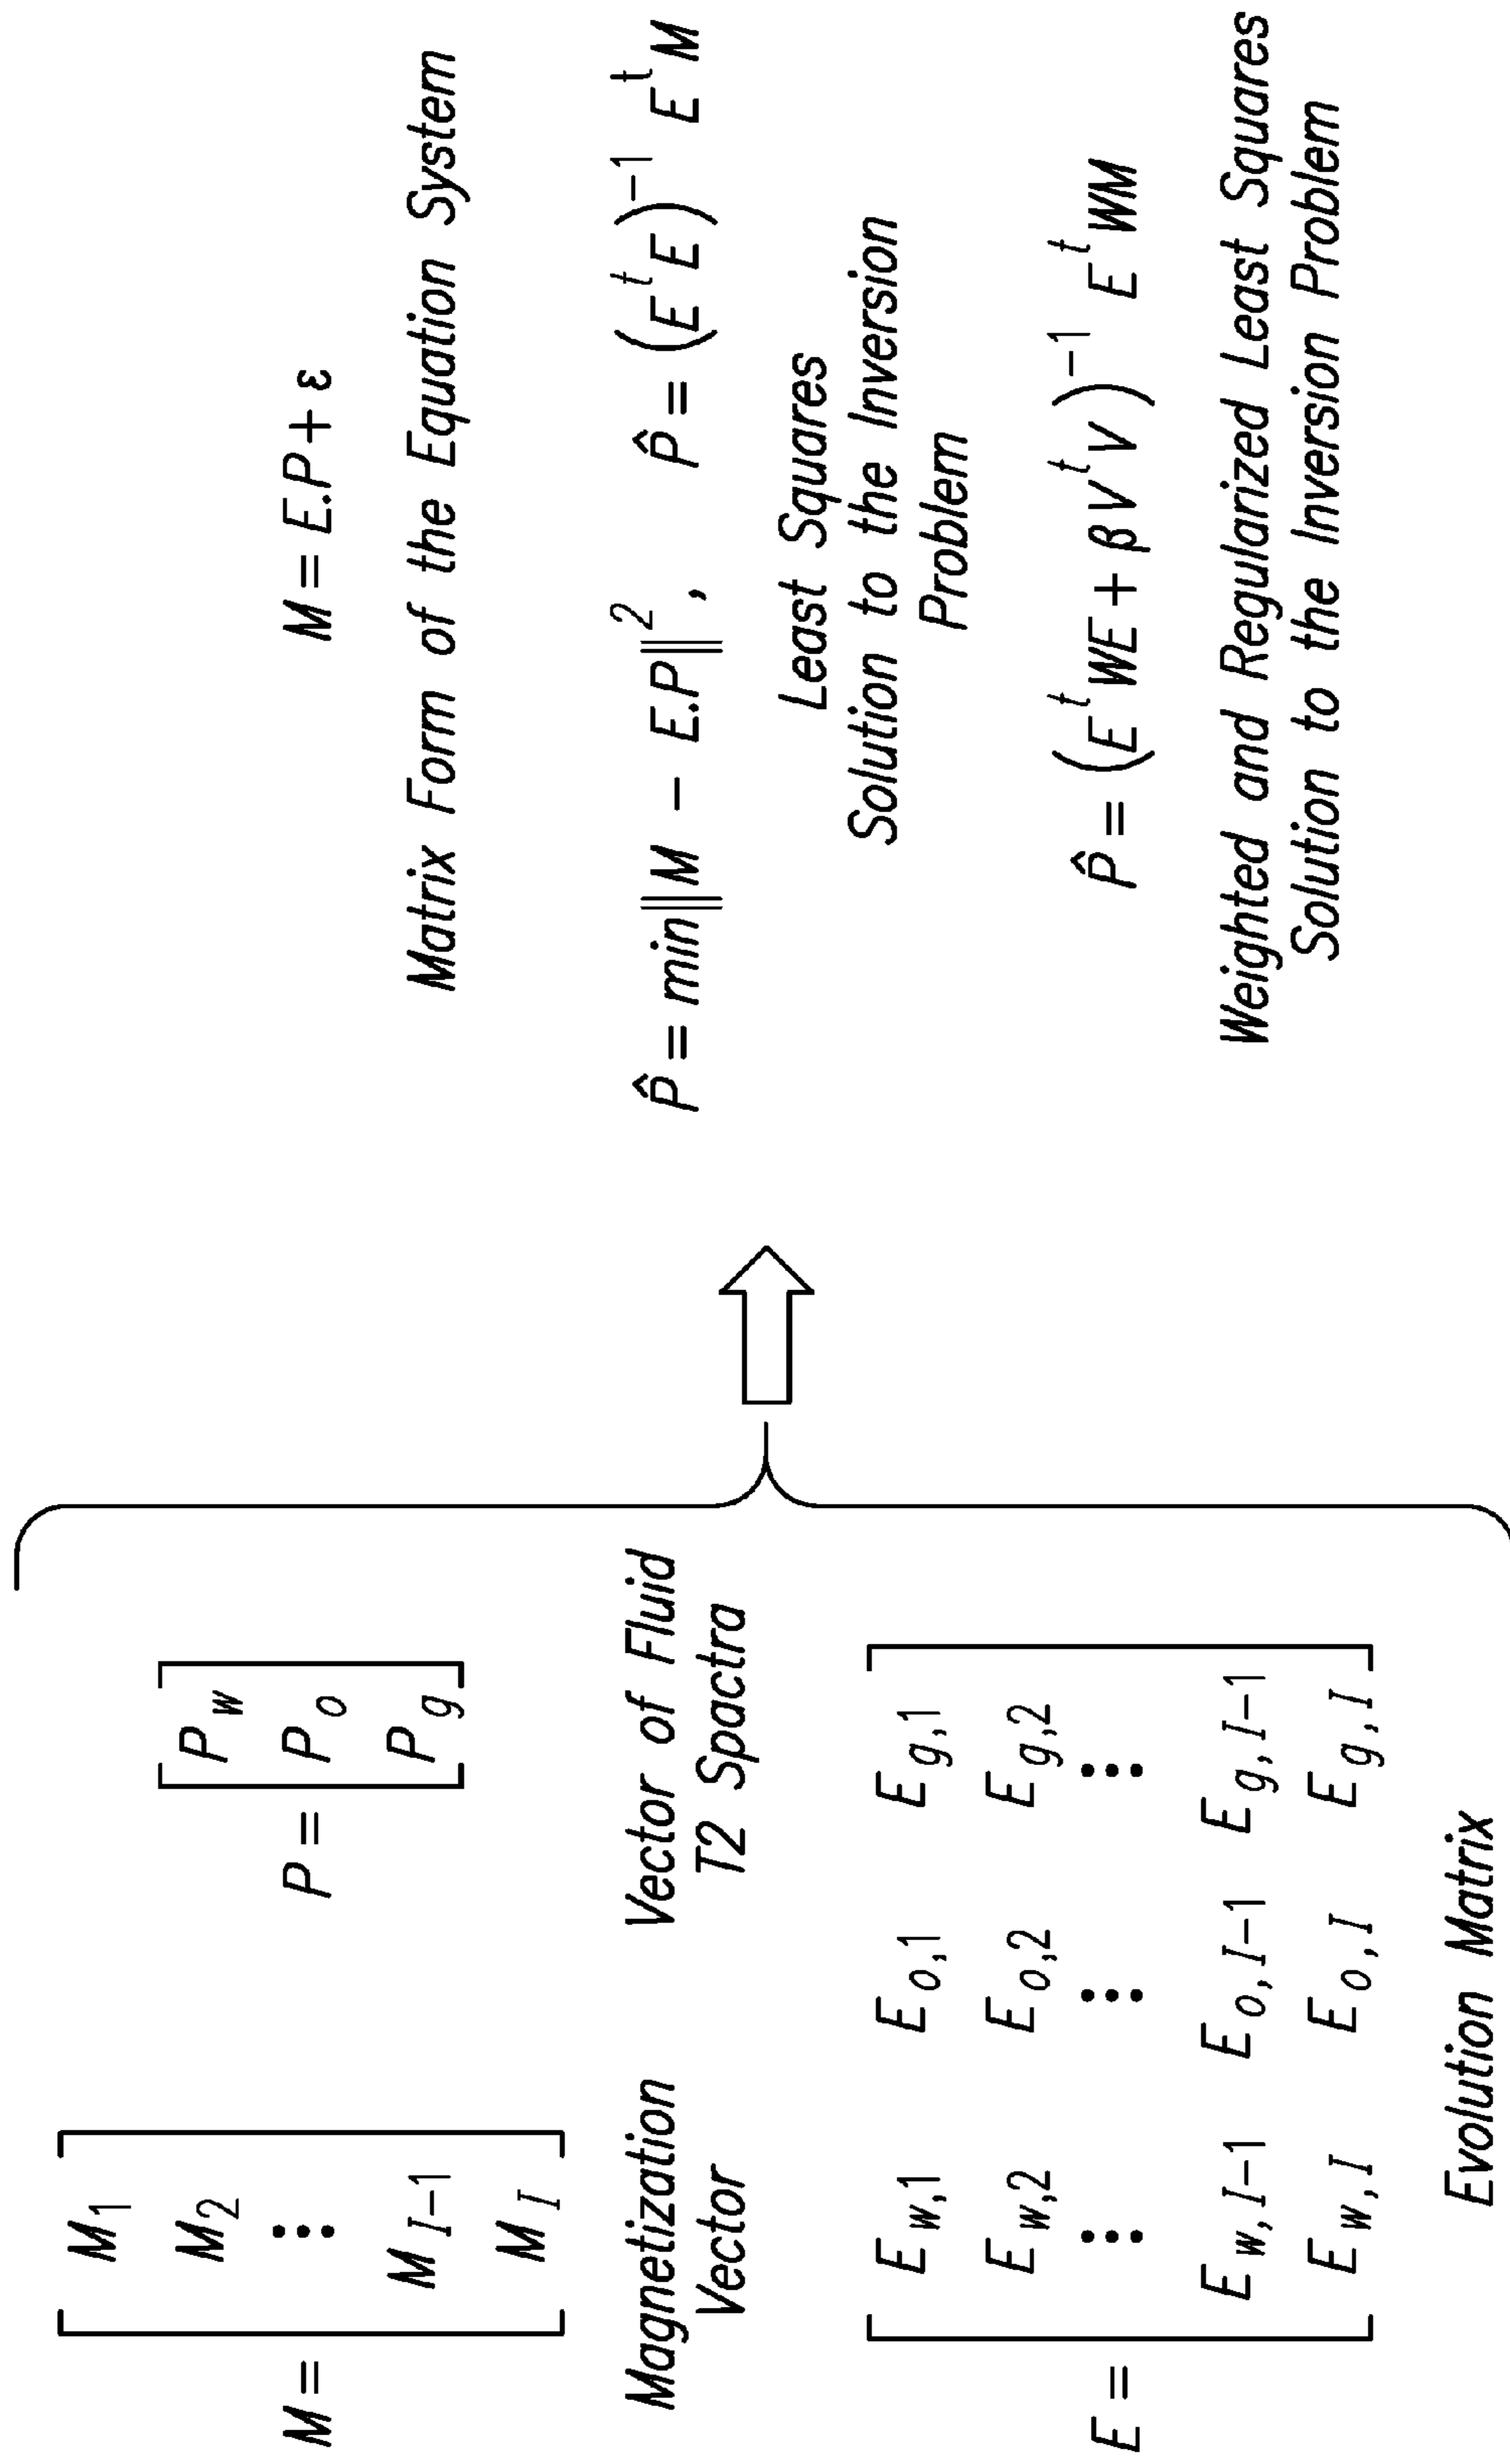 M = [ M_1 M_2 ⋮ M_{I-1} M_I ]
Magnetization
Vector
P = [ P_w P_o P_g ]
Vector of Fluid
T2 Spactra
E = [ E_{w,1} E_{o,1} E_{g,1}
E_{w,2} E_{o,2} E_{g,2}
⋮ ⋮ ⋮
E_{w,I-1} E_{o,I-1} E_{g,I-1}
E_{w,I} E_{o,I} E_{g,I} ]
Evolution Matrix
M = E.P + ε
Matrix Form of the Equation System
P̂ = min‖M - E.P‖², P̂ = (E^t E)^{-1} E^t M
Least Squares
Solution to the Inversion
Problem
P̂ = (E^t WE + β V^t V)^{-1} E^t WM
Weighted and Regularized Least Squares
Solution to the Inversion Problem